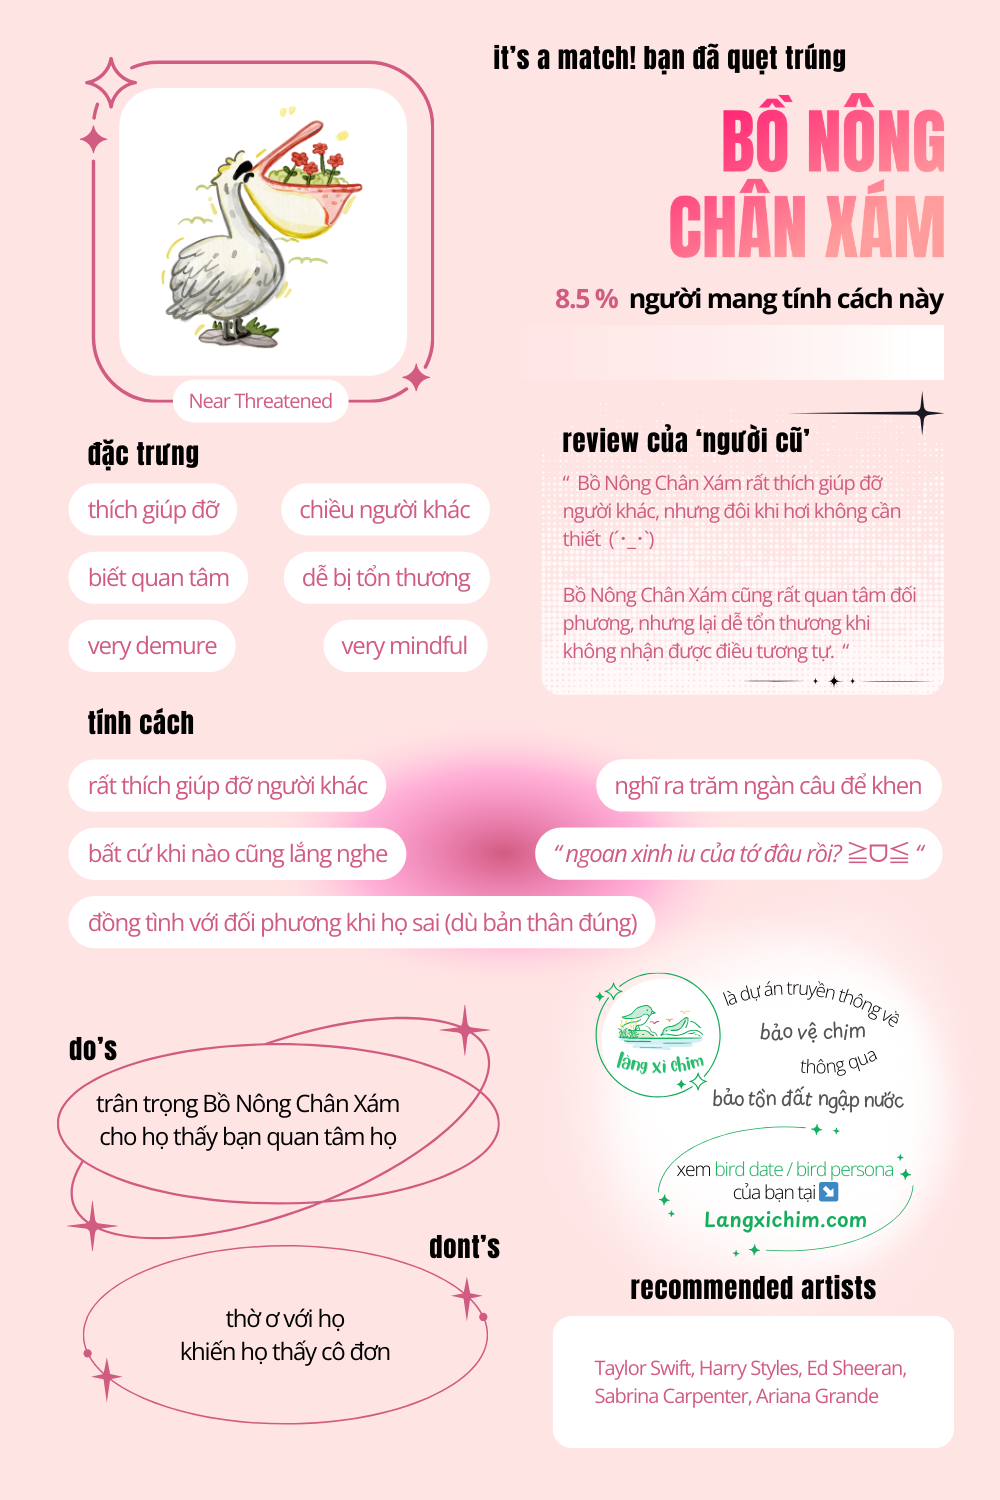 it's a match! bạn đã quẹt trúng
BỒ NÔNG
CHÂN XÁM
8.5 % người mang tính cách này
Near Threatened
đặc trưng
thích giúp đỡ
chiều người khác
biết quan tâm
dễ bị tổn thương
very demure
very mindful
review của ‘người cũ’
“ Bồ Nông Chân Xám rất thích giúp đỡ
người khác, nhưng đôi khi hơi không cần
thiết (´･_･`)
Bồ Nông Chân Xám cũng rất quan tâm đối
phương, nhưng lại dễ tổn thương khi
không nhận được điều tương tự. “
tính cách
rất thích giúp đỡ người khác
nghĩ ra trăm ngàn câu để khen
bất cứ khi nào cũng lắng nghe
“ ngoan xinh iu của tớ đâu rồi? ≧◡≦ “
đồng tình với đối phương khi họ sai (dù bản thân đúng)
do's
trân trọng Bồ Nông Chân Xám
cho họ thấy bạn quan tâm họ
dont's
thờ ơ với họ
khiến họ thấy cô đơn
làng xì chim
là dự án truyền thông về
bảo vệ chim
thông qua
bảo tồn đất ngập nước
xem bird date / bird persona
của bạn tại ↘️
Langxichim.com
recommended artists
Taylor Swift, Harry Styles, Ed Sheeran,
Sabrina Carpenter, Ariana Grande